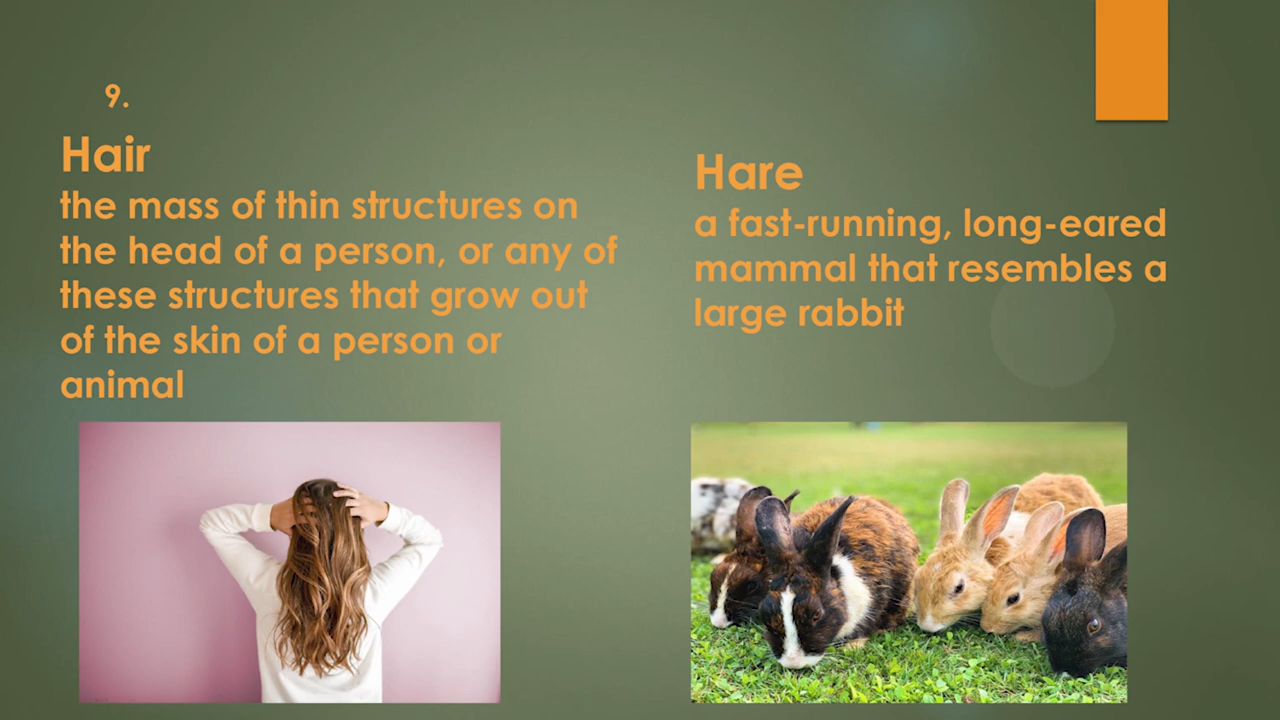 9.
Hair
the mass of thin structures on
the head of a person, or any of
these structures that grow out
of the skin of a person or
animal
Hare
a fast-running, long-eared
mammal that resembles a
large rabbit